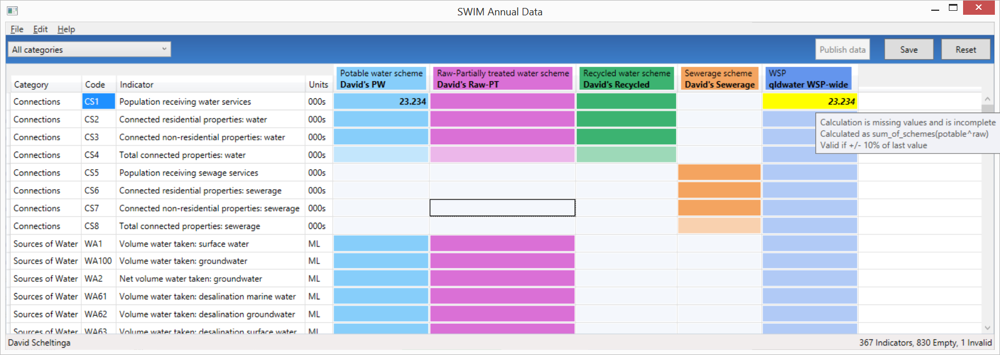 SWIM Annual Data
File Edit Help
All categories Publish data Save Reset
Potable water scheme Raw-Partially treated water scheme Recycled water scheme Sewerage scheme WSP
Category Code Indicator Units David's PW David's Raw-PT David's Recycled David's Sewerage qldwater WSP-wide
Connections CS1 Population receiving water services 000s 23.234 23.234
Connections CS2 Connected residential properties: water 000s
Calculation is missing values and is incomplete
Connections CS3 Connected non-residential properties: water 000s
Calculated as sum_of_schemes(potable^raw)
Valid if +/- 10% of last value
Connections CS4 Total connected properties: water 000s
Connections CS5 Population receiving sewage services 000s
Connections CS6 Connected residential properties: sewerage 000s
Connections CS7 Connected non-residential properties: sewerage 000s
Connections CS8 Total connected properties: sewerage 000s
Sources of Water WA1 Volume water taken: surface water ML
Sources of Water WA100 Volume water taken: groundwater ML
Sources of Water WA2 Net volume water taken: groundwater ML
Sources of Water WA61 Volume water taken: desalination marine water ML
Sources of Water WA62 Volume water taken: desalination groundwater ML
Sources of Water WA63 Volume water taken: desalination surface water ML
David Scheltinga 367 Indicators, 830 Empty, 1 Invalid